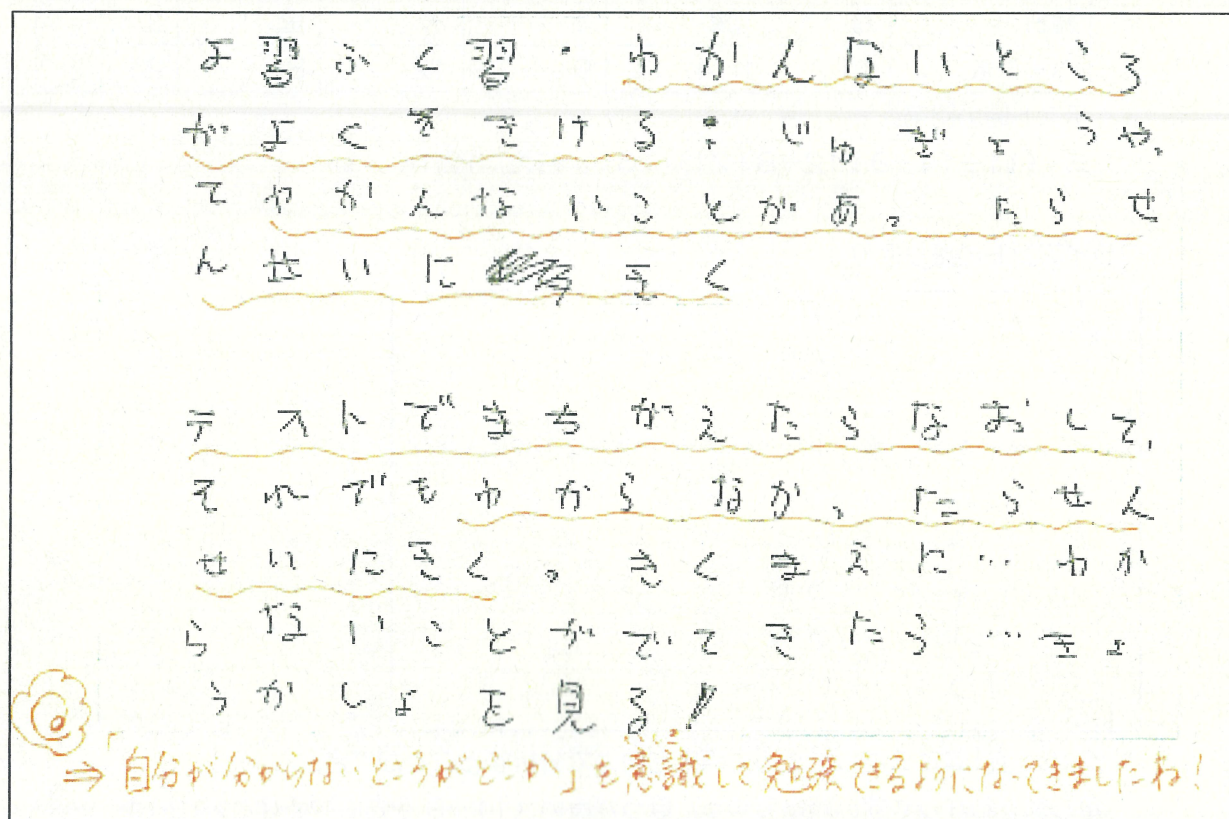 よ習ふく習・わかんないところ
がよくきける：じゅぎょうやっ
てわかんないことがあったらせ
んせいにきく
テストでまちがえたらなおして、
それでもわからなかったらせん
せいにきく。きくまえに…わか
らないことがでてきたら…きょ
うかしょを見る！
⇒「自分が分からないところがどこか」を意識して勉強できるようになってきましたね！